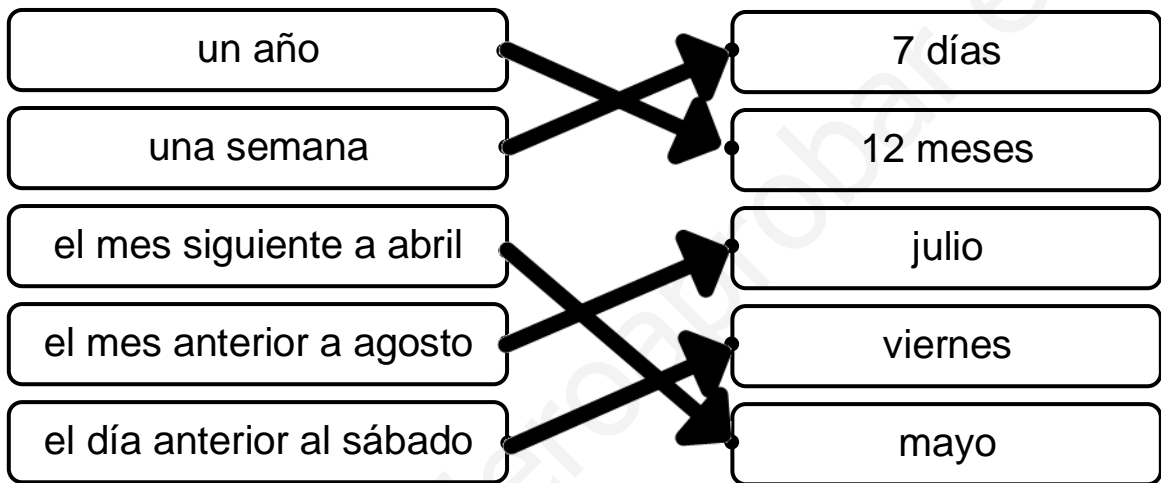 un año
7 días
una semana
12 meses
el mes siguiente a abril
julio
el mes anterior a agosto
viernes
el día anterior al sábado
mayo